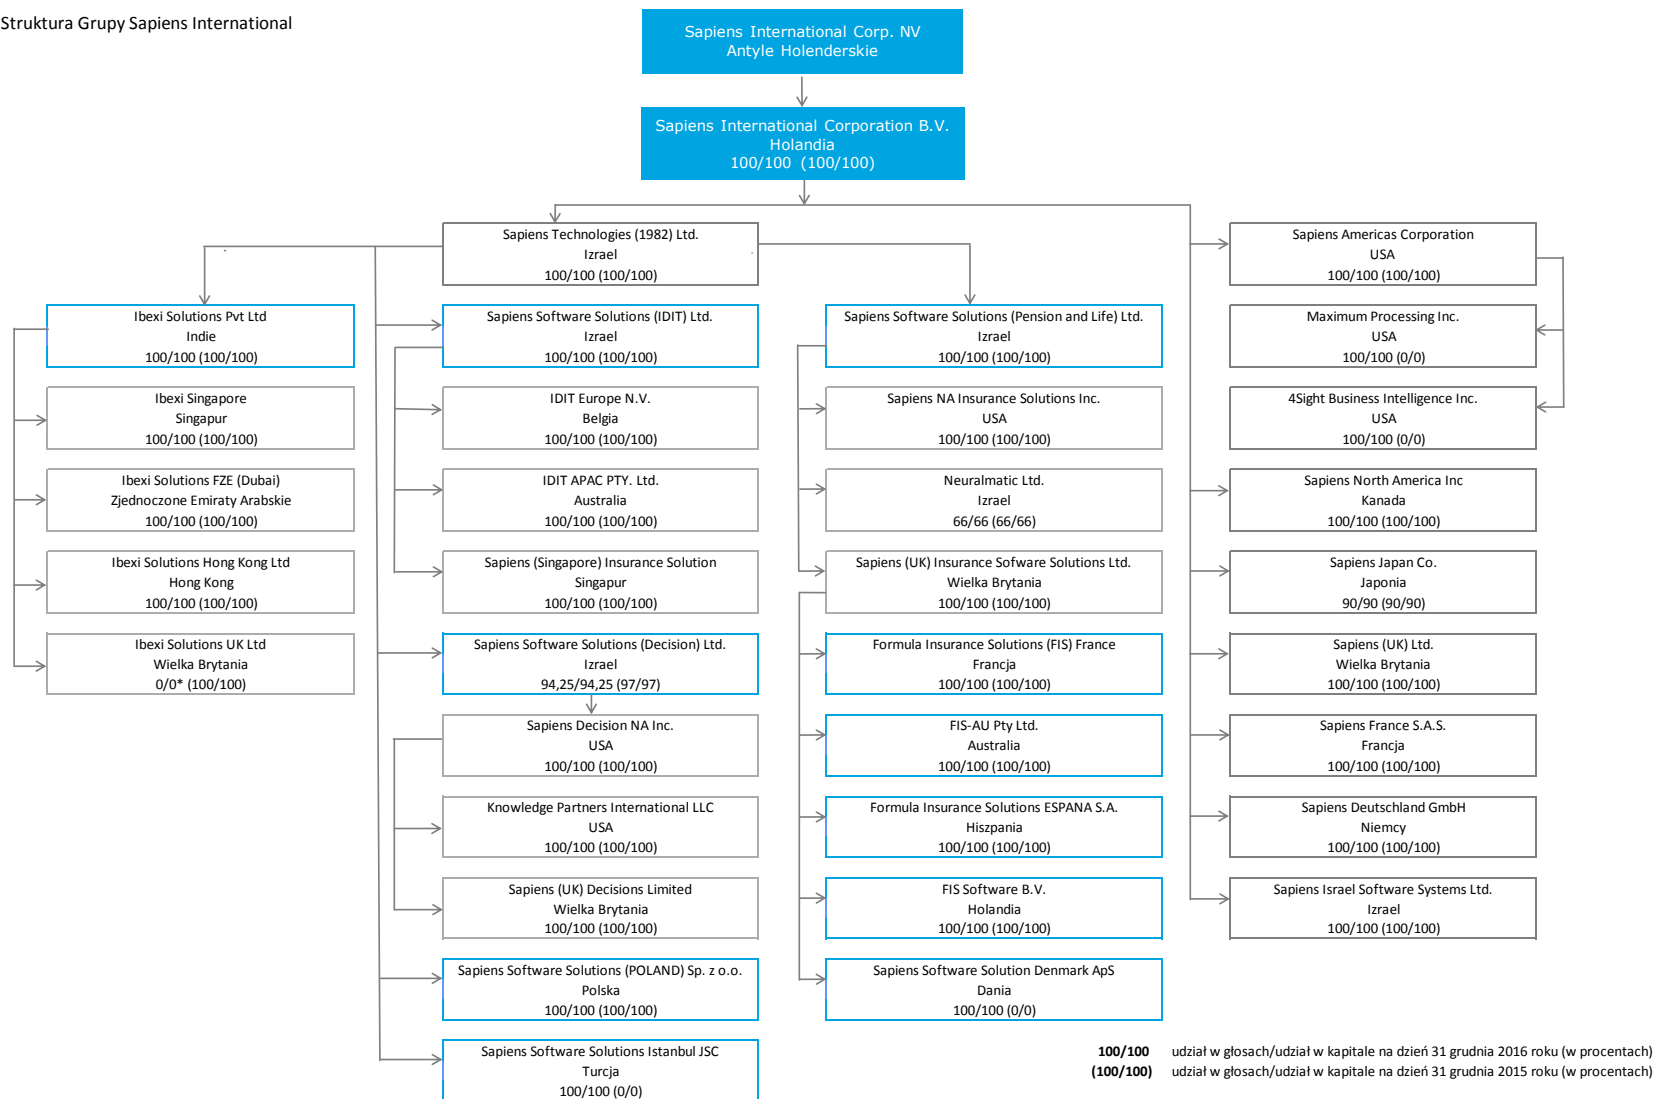 Struktura Grupy Sapiens International
Sapiens International Corp. NV
Antyle Holenderskie
Sapiens International Corporation B.V.
Holandia
100/100 (100/100)
Sapiens Technologies (1982) Ltd.
Izrael
100/100 (100/100)
Ibexi Solutions Pvt Ltd
Indie
100/100 (100/100)
Ibexi Singapore
Singapur
100/100 (100/100)
Ibexi Solutions FZE (Dubai)
Zjednoczone Emiraty Arabskie
100/100 (100/100)
Ibexi Solutions Hong Kong Ltd
Hong Kong
100/100 (100/100)
Ibexi Solutions UK Ltd
Wielka Brytania
0/0* (100/100)
Sapiens Software Solutions (IDIT) Ltd.
Izrael
100/100 (100/100)
IDIT Europe N.V.
Belgia
100/100 (100/100)
IDIT APAC PTY. Ltd.
Australia
100/100 (100/100)
Sapiens (Singapore) Insurance Solution
Singapur
100/100 (100/100)
Sapiens Software Solutions (Decision) Ltd.
Izrael
94,25/94,25 (97/97)
Sapiens Decision NA Inc.
USA
100/100 (100/100)
Knowledge Partners International LLC
USA
100/100 (100/100)
Sapiens (UK) Decisions Limited
Wielka Brytania
100/100 (100/100)
Sapiens Software Solutions (POLAND) Sp. z o.o.
Polska
100/100 (100/100)
Sapiens Software Solutions Istanbul JSC
Turcja
100/100 (0/0)
Sapiens Software Solutions (Pension and Life) Ltd.
Izrael
100/100 (100/100)
Sapiens NA Insurance Solutions Inc.
USA
100/100 (100/100)
Neuralmatic Ltd.
Izrael
66/66 (66/66)
Sapiens (UK) Insurance Sofware Solutions Ltd.
Wielka Brytania
100/100 (100/100)
Formula Insurance Solutions (FIS) France
Francja
100/100 (100/100)
FIS-AU Pty Ltd.
Australia
100/100 (100/100)
Formula Insurance Solutions ESPANA S.A.
Hiszpania
100/100 (100/100)
FIS Software B.V.
Holandia
100/100 (100/100)
Sapiens Software Solution Denmark ApS
Dania
100/100 (0/0)
Sapiens Americas Corporation
USA
100/100 (100/100)
Maximum Processing Inc.
USA
100/100 (0/0)
4Sight Business Intelligence Inc.
USA
100/100 (0/0)
Sapiens North America Inc
Kanada
100/100 (100/100)
Sapiens Japan Co.
Japonia
90/90 (90/90)
Sapiens (UK) Ltd.
Wielka Brytania
100/100 (100/100)
Sapiens France S.A.S.
Francja
100/100 (100/100)
Sapiens Deutschland GmbH
Niemcy
100/100 (100/100)
Sapiens Israel Software Systems Ltd.
Izrael
100/100 (100/100)
100/100 udział w głosach/udział w kapitale na dzień 31 grudnia 2016 roku (w procentach)
(100/100) udział w głosach/udział w kapitale na dzień 31 grudnia 2015 roku (w procentach)